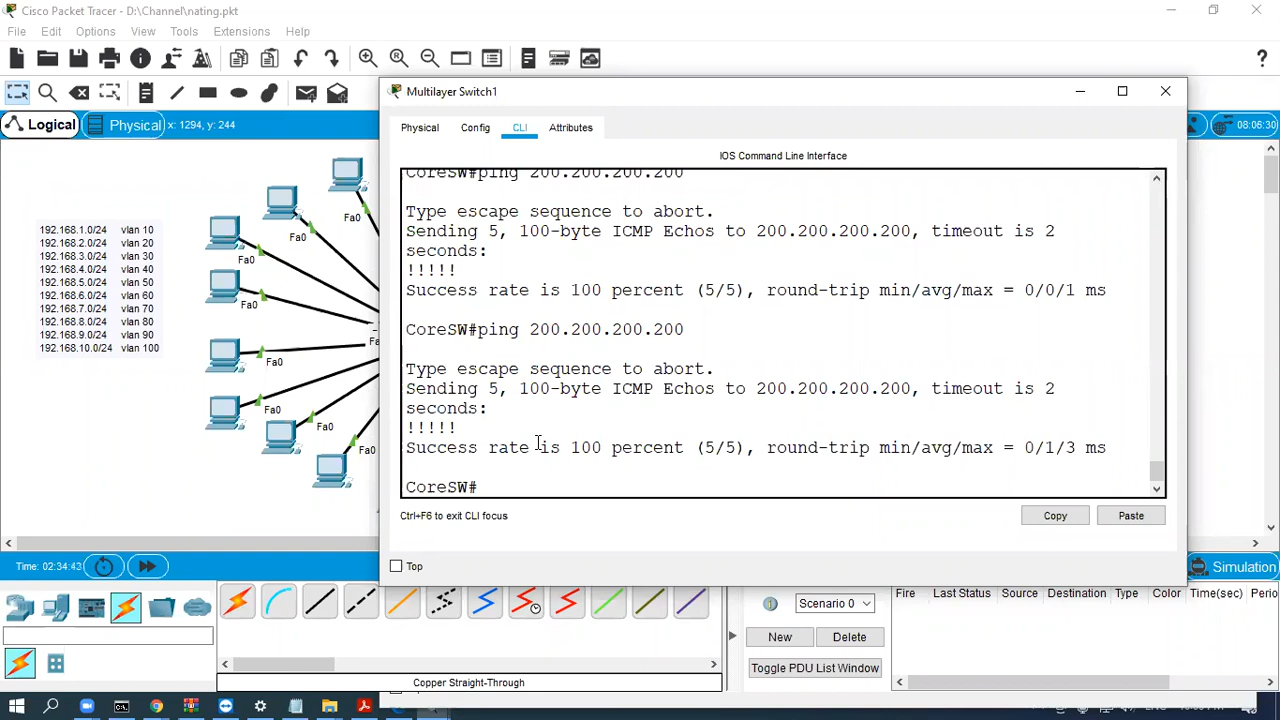 Cisco Packet Tracer - D:\Channel\nating.pkt
File Edit Options View Tools Extensions Help
Logical
Physical
x: 1294, y: 244
08:06:30
192.168.1.0/24 vlan 10
192.168.2.0/24 vlan 20
192.168.3.0/24 vlan 30
192.168.4.0/24 vlan 40
192.168.5.0/24 vlan 50
192.168.6.0/24 vlan 60
192.168.7.0/24 vlan 70
192.168.8.0/24 vlan 80
192.168.9.0/24 vlan 90
192.168.10.0/24 vlan 100
Fa0
Fa0
Fa0
Fa0
Fa0
Fa0
Fa0
Fa0
Multilayer Switch1
Physical Config CLI Attributes
IOS Command Line Interface
CoreSW#ping 200.200.200.200
Type escape sequence to abort.
Sending 5, 100-byte ICMP Echos to 200.200.200.200, timeout is 2
seconds:
!!!!!
Success rate is 100 percent (5/5), round-trip min/avg/max = 0/0/1 ms
CoreSW#ping 200.200.200.200
Type escape sequence to abort.
Sending 5, 100-byte ICMP Echos to 200.200.200.200, timeout is 2
seconds:
!!!!!
Success rate is 100 percent (5/5), round-trip min/avg/max = 0/1/3 ms
CoreSW#
Ctrl+F6 to exit CLI focus
Copy
Paste
Top
Time: 02:34:43
Simulation
Scenario 0
New
Delete
Toggle PDU List Window
Fire Last Status Source Destination Type Color Time(sec) Perio
Copper Straight-Through